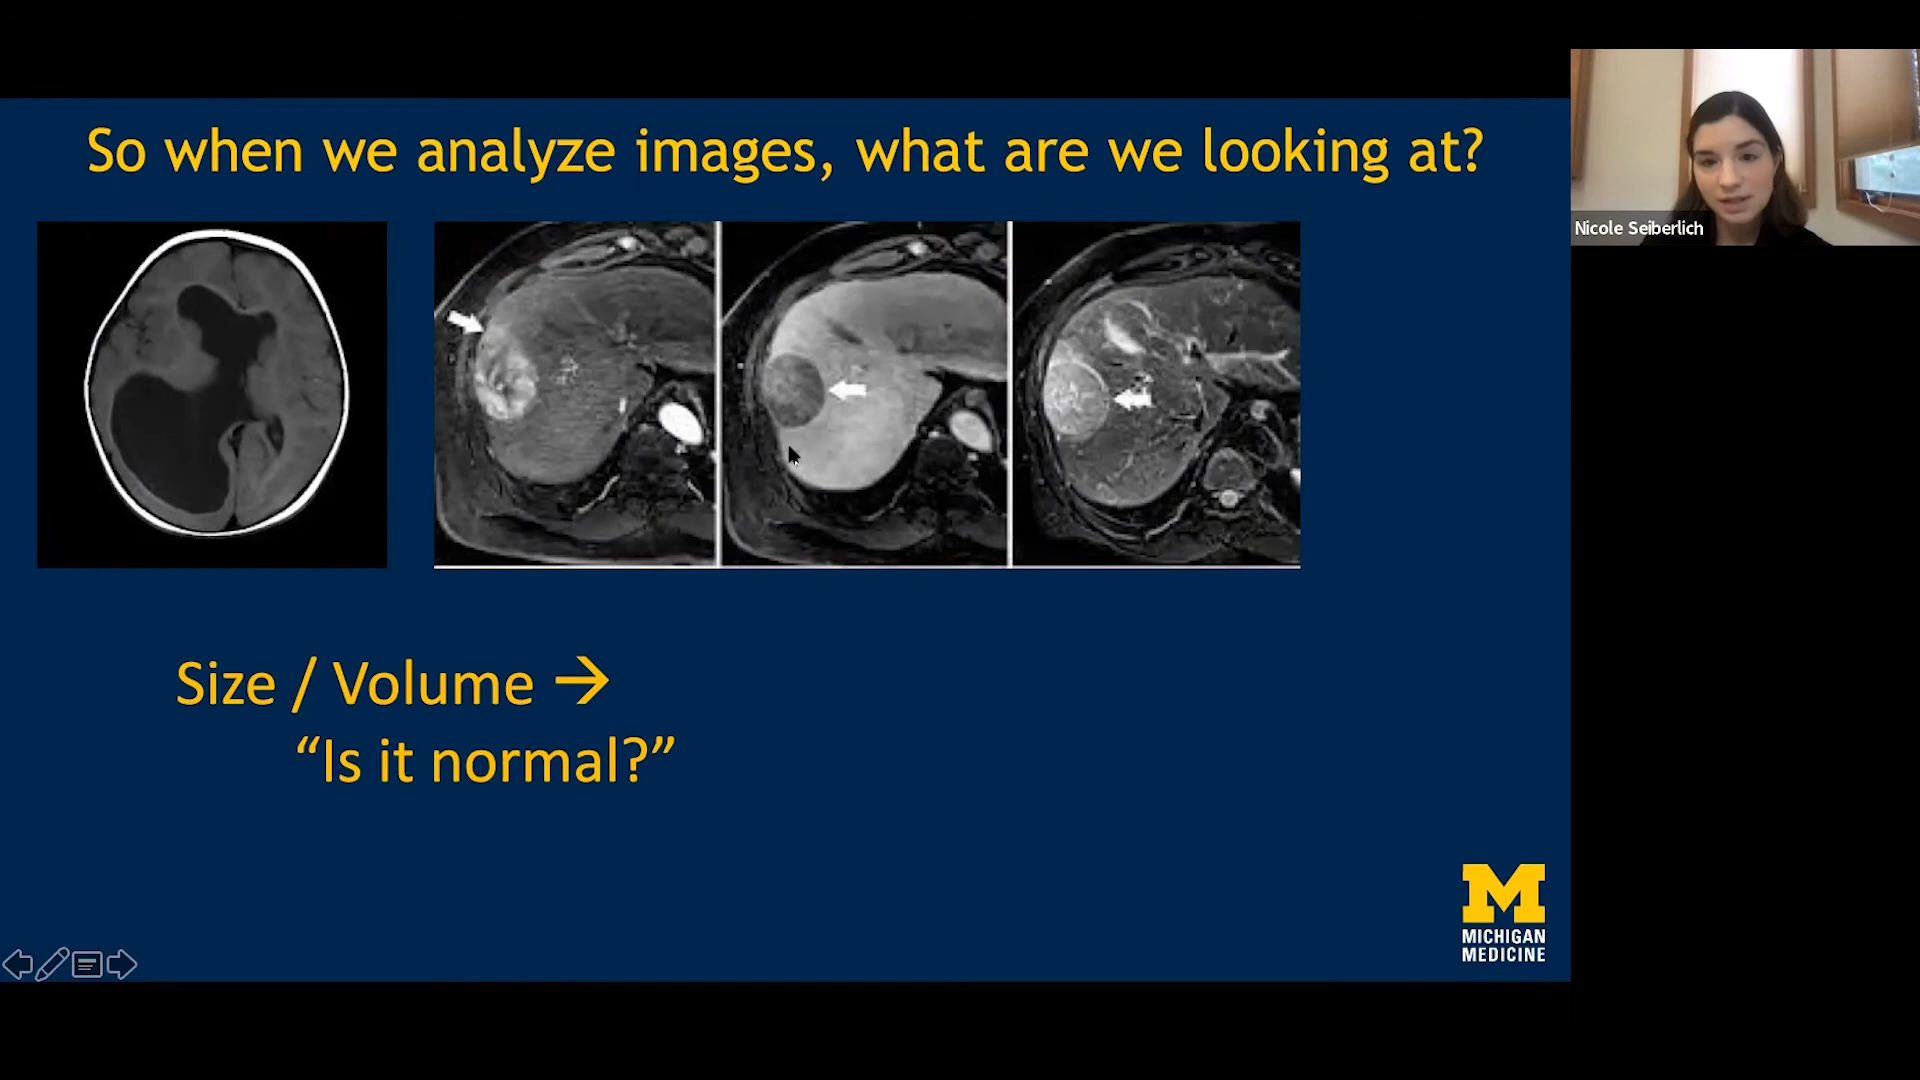 So when we analyze images, what are we looking at?
Nicole Seiberlich
Size / Volume →
“Is it normal?”
M
MICHIGAN
MEDICINE